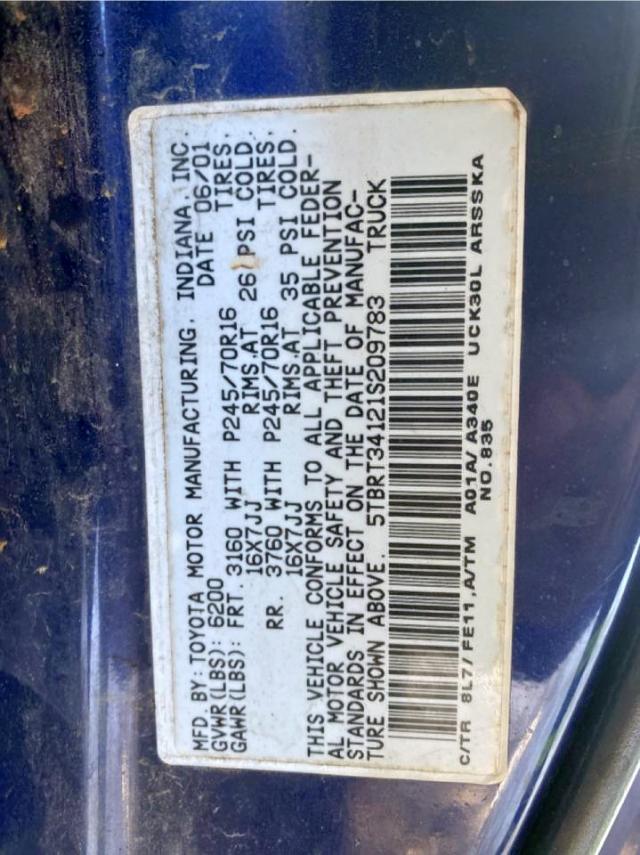 MFD. BY: TOYOTA MOTOR MANUFACTURING, INDIANA, INC.
GVWR(LBS): 6200 DATE 06/01
GAWR(LBS): FRT. 3160 WITH P245/70R16 TIRES,
16X7JJ RIMS.AT 26 PSI COLD.
RR. 3760 WITH P245/70R16 TIRES,
16X7JJ RIMS.AT 35 PSI COLD.
THIS VEHICLE CONFORMS TO ALL APPLICABLE FEDER-
AL MOTOR VEHICLE SAFETY AND THEFT PREVENTION
STANDARDS IN EFFECT ON THE DATE OF MANUFAC-
TURE SHOWN ABOVE. 5TBRT34121S209783 TRUCK
C/TR 8L7/FE11,A/TM A01A/A340E UCK30L ARSSKA
NO.835